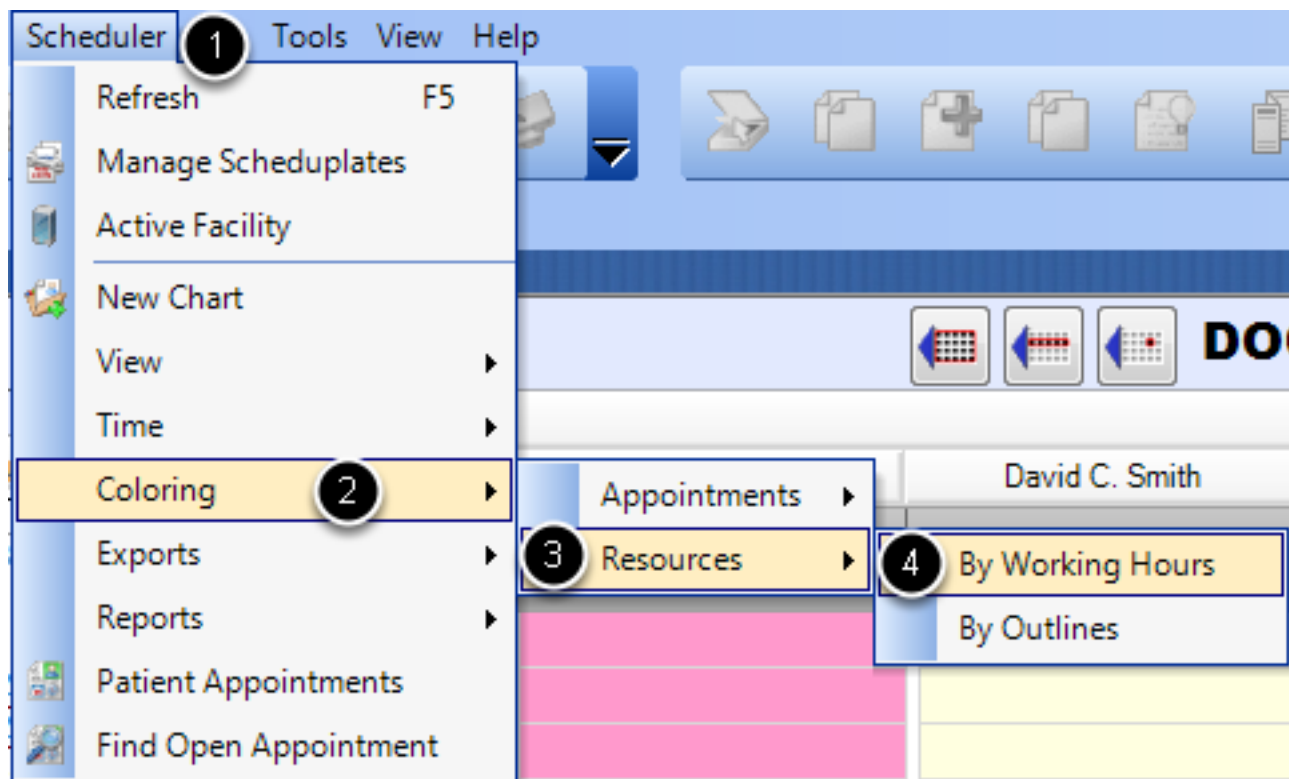 Scheduler 1 Tools View Help
Refresh F5
Manage Scheduplates
Active Facility
New Chart
View
DO
Time
Coloring 2
David C. Smith
Appointments
Exports
3 Resources
4 By Working Hours
Reports
By Outlines
Patient Appointments
Find Open Appointment